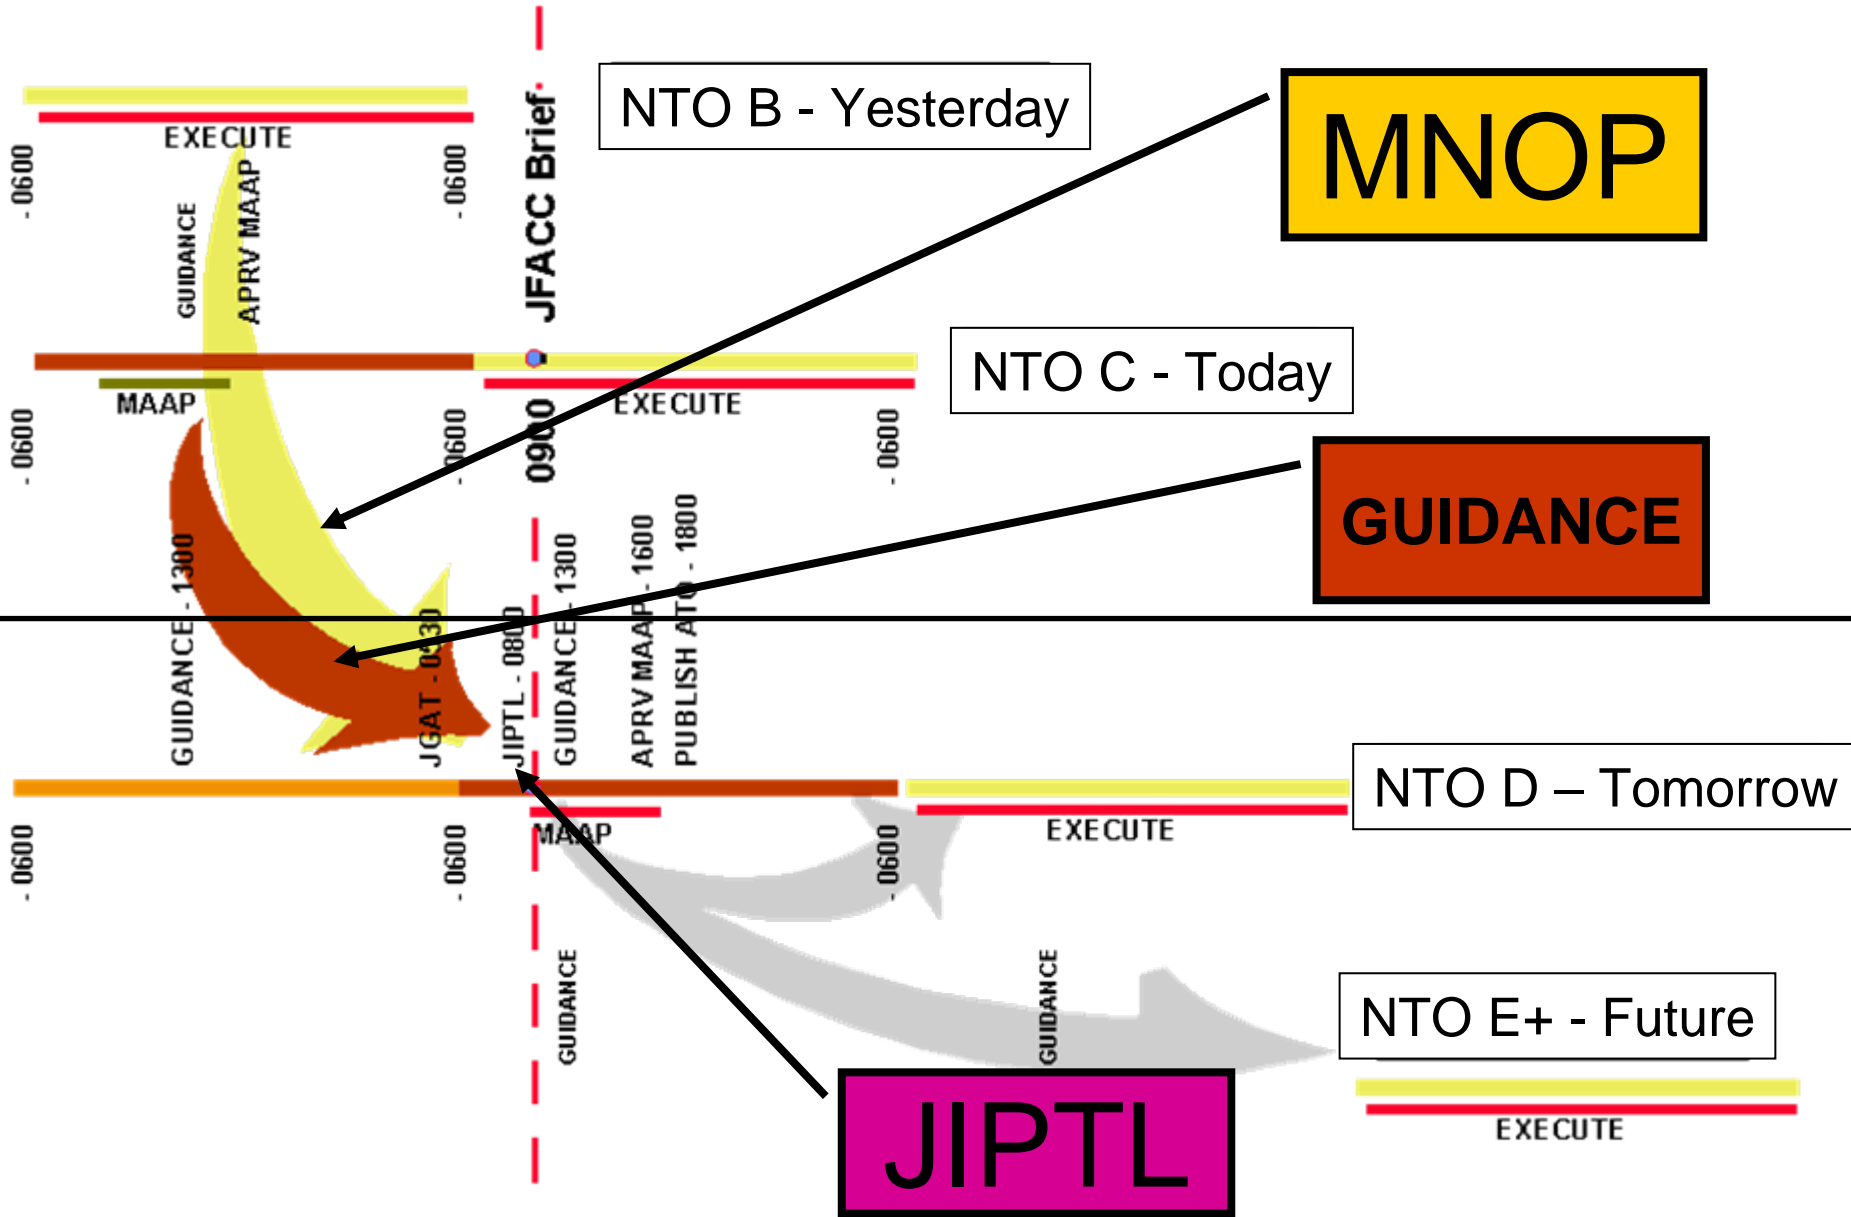 NTO B - Yesterday
MNOP
EXECUTE
- 0600
- 0600
GUIDANCE
APRV MAAP
0900 JFACC Brief
NTO C - Today
MAAP
EXECUTE
- 0600
- 0600
- 0600
GUIDANCE
GUIDANCE - 1300
JGAT - 0530
JIPTL - 0800
GUIDANCE - 1300
APRV MAAP - 1600
PUBLISH ATO - 1800
NTO D – Tomorrow
MAAP
EXECUTE
- 0600
- 0600
- 0600
GUIDANCE
GUIDANCE
NTO E+ - Future
JIPTL
EXECUTE